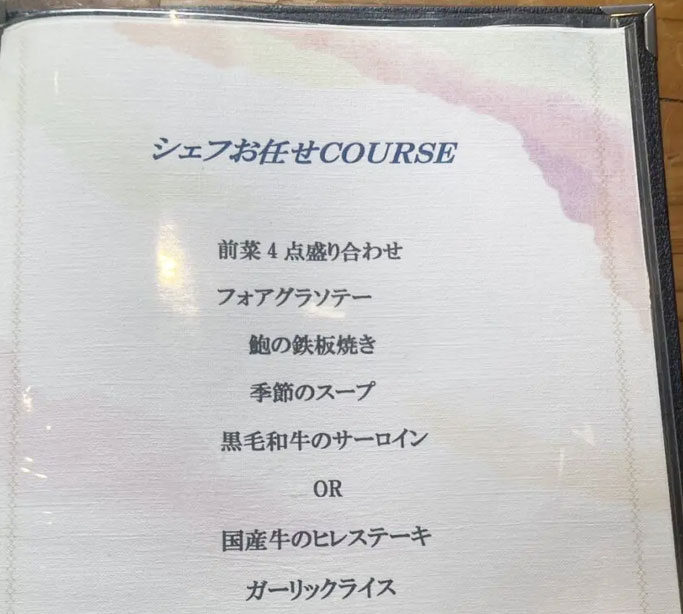 シェフお任せCOURSE
前菜４点盛り合わせ
フォアグラソテー
鮑の鉄板焼き
季節のスープ
黒毛和牛のサーロイン
OR
国産牛のヒレステーキ
ガーリックライス